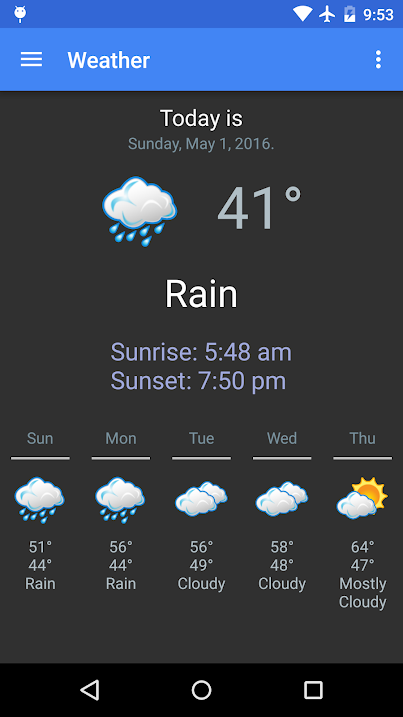 9:53
Weather
Today is
Sunday, May 1, 2016.
41°
Rain
Sunrise: 5:48 am
Sunset: 7:50 pm
Sun Mon Tue Wed Thu
51° 56° 56° 58° 64°
44° 44° 49° 48° 47°
Rain Rain Cloudy Cloudy Mostly
Cloudy